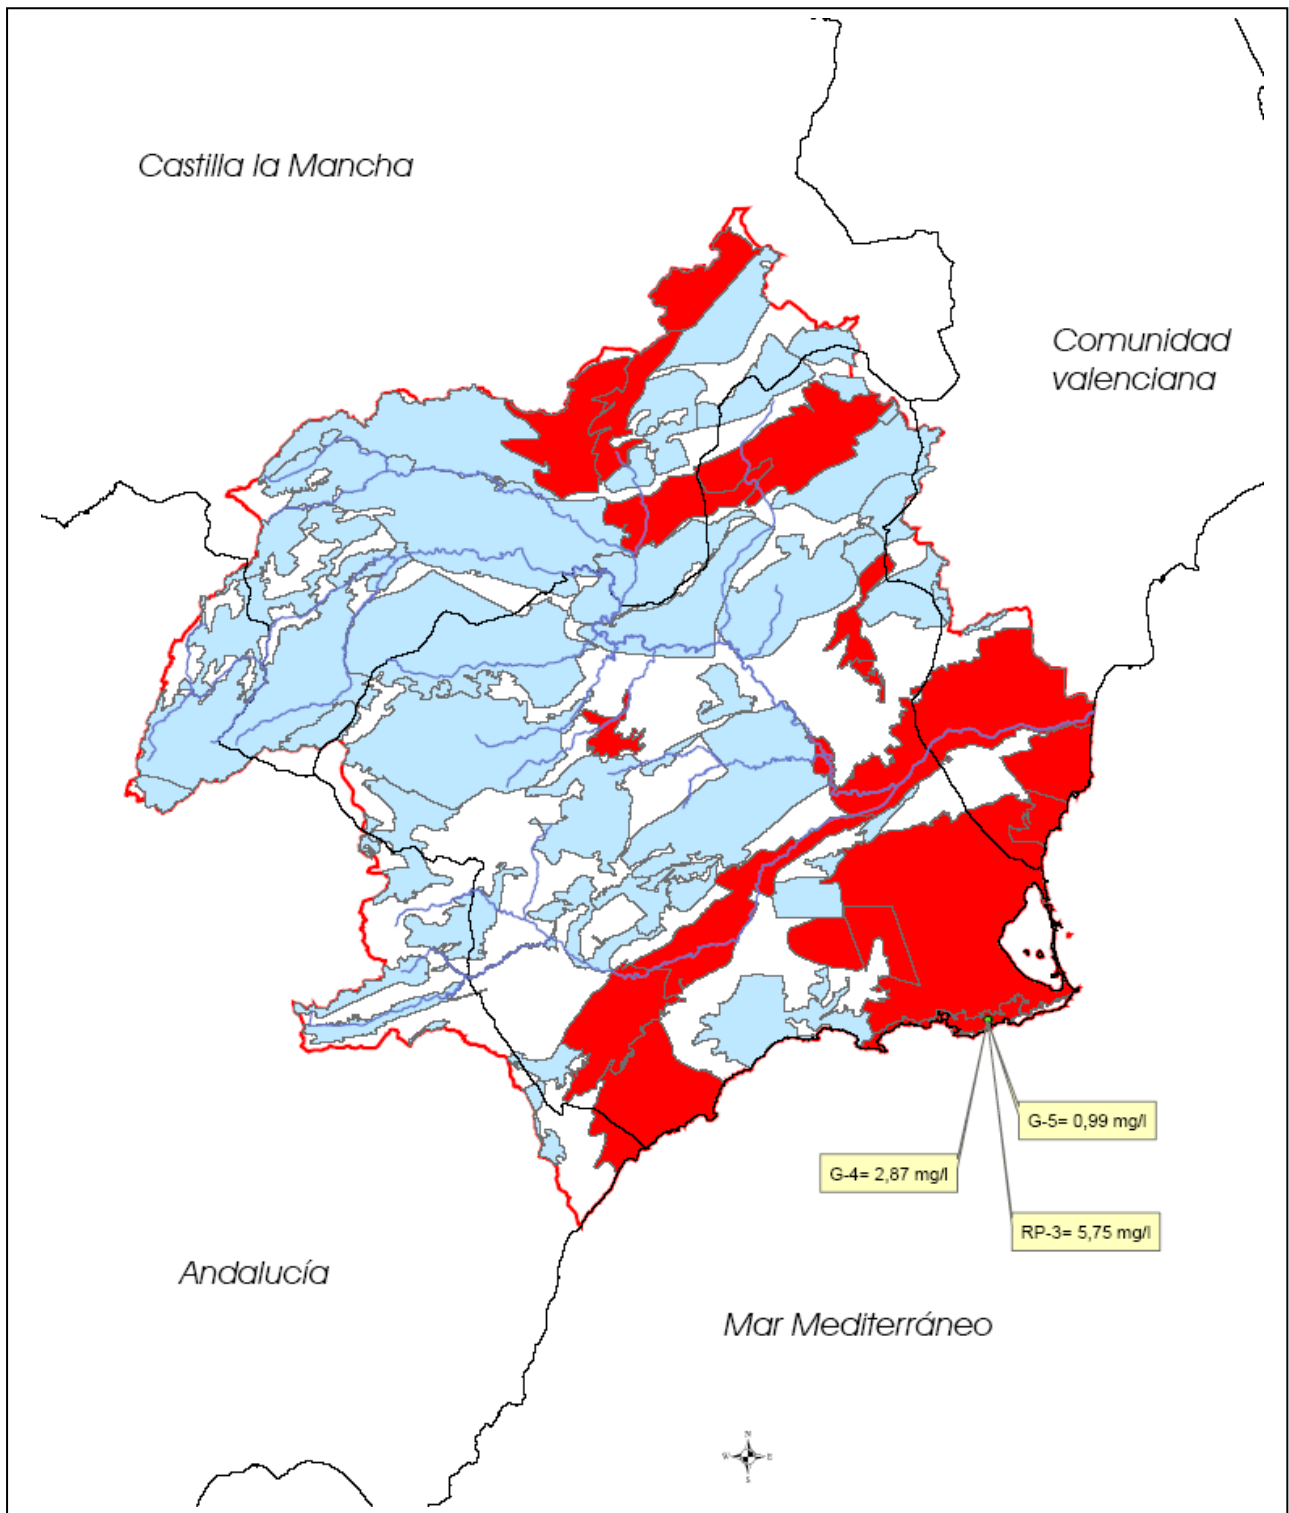 Castilla la Mancha
Comunidad
valenciana
G-5= 0,99 mg/l
G-4= 2,87 mg/l
RP-3= 5,75 mg/l
Andalucía
Mar Mediterráneo
N
W E
S